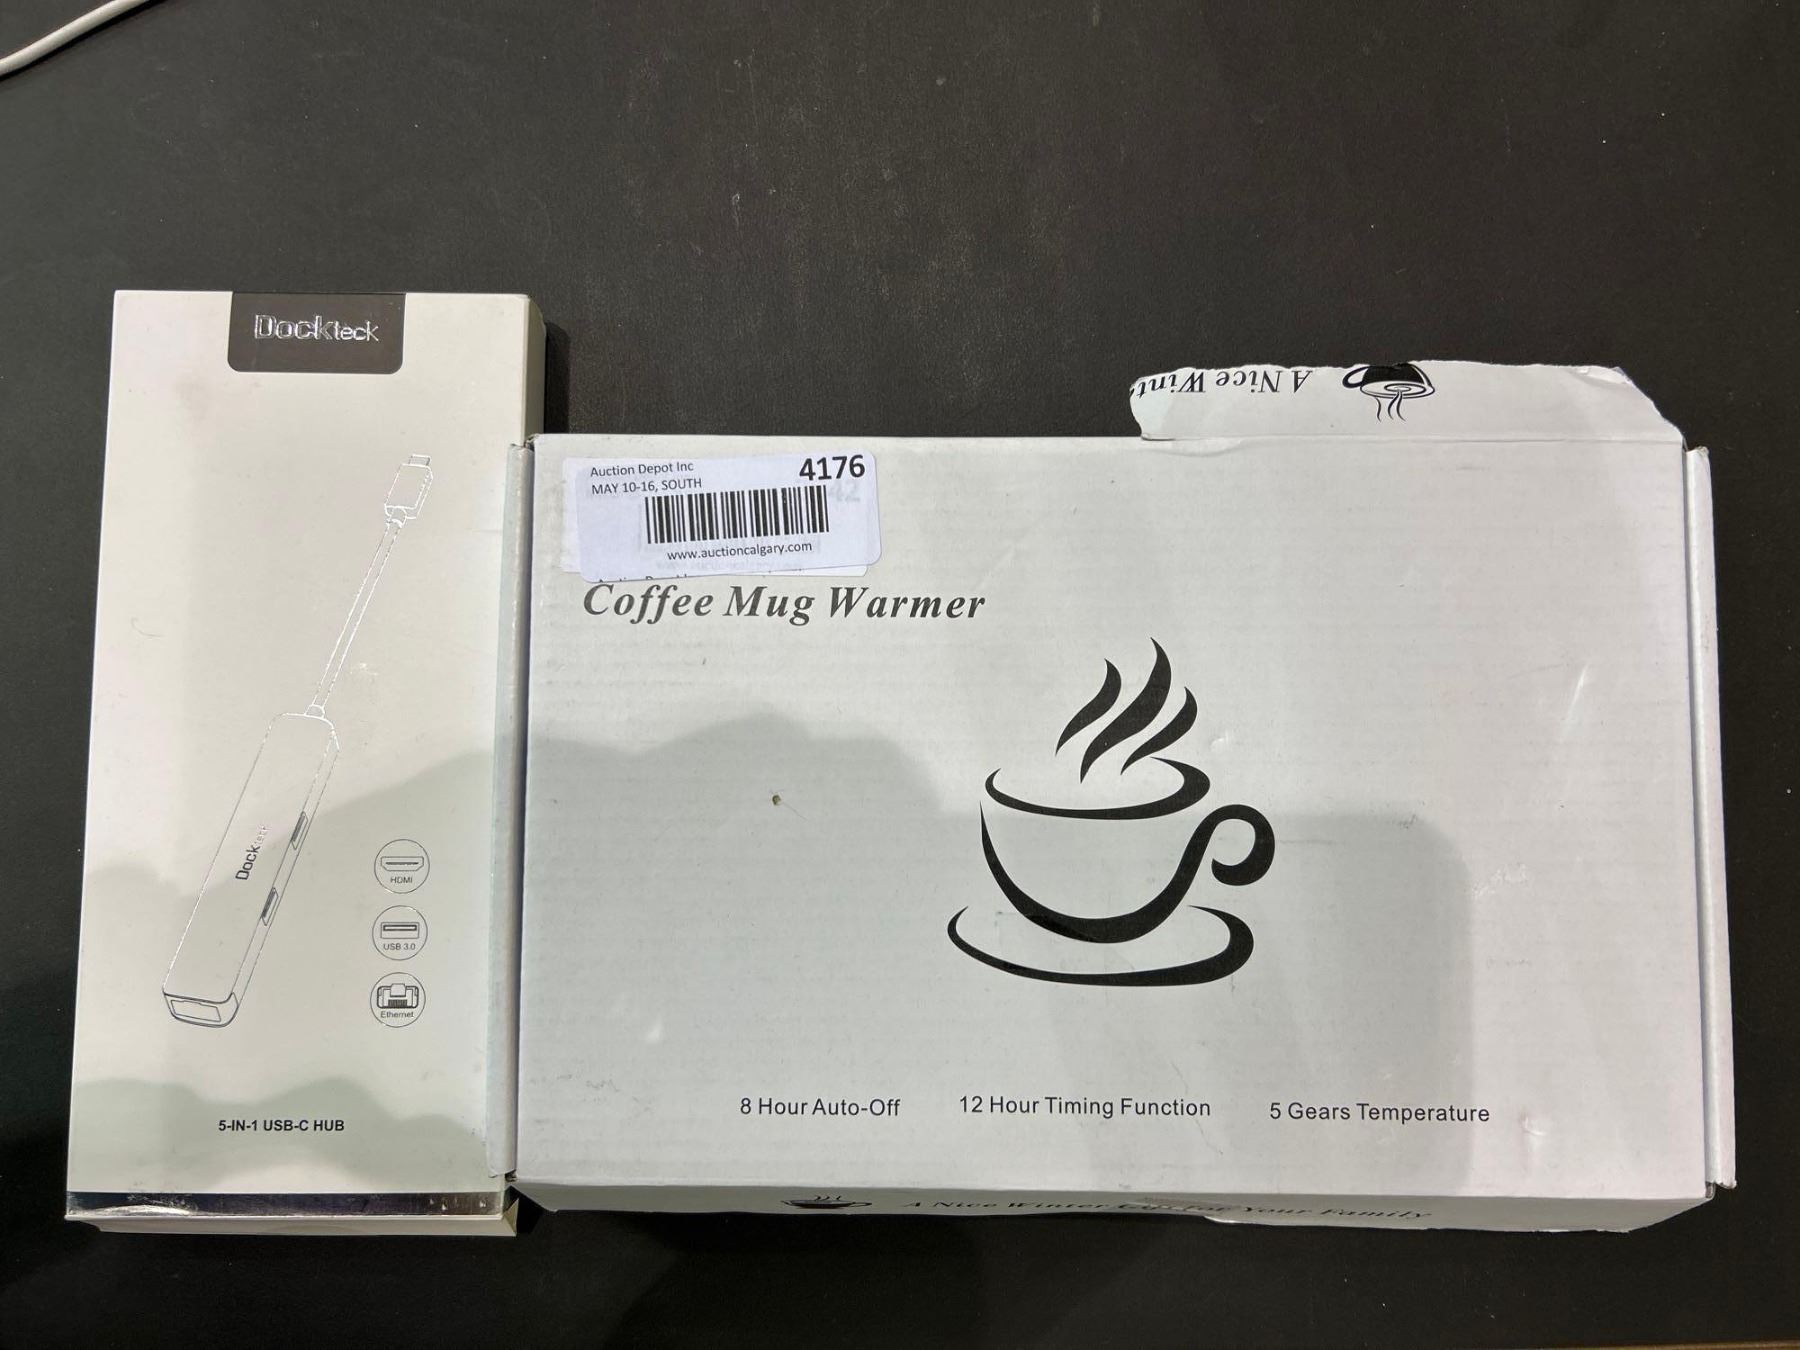 Dockteck
Dockteck
HDMI
USB 3.0
Ethernet
5-IN-1 USB-C HUB
A Nice Wint
Auction Depot Inc
4176
MAY 10-16, SOUTH
42
www.auctioncalgary.com
Coffee Mug Warmer
8 Hour Auto-Off
12 Hour Timing Function
5 Gears Temperature
A Nice Winter for Your Family